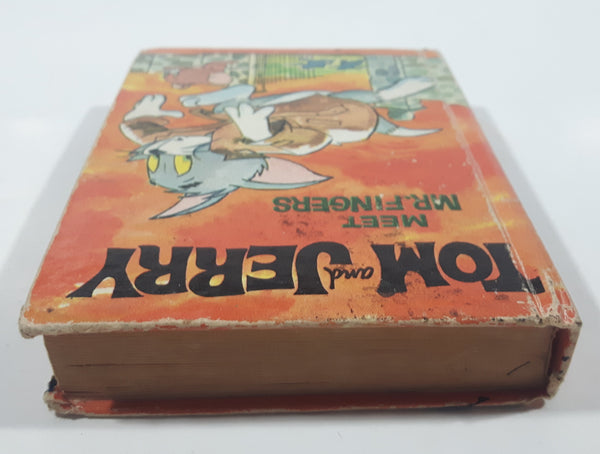 TOM and JERRY
MEET
MR. FINGERS